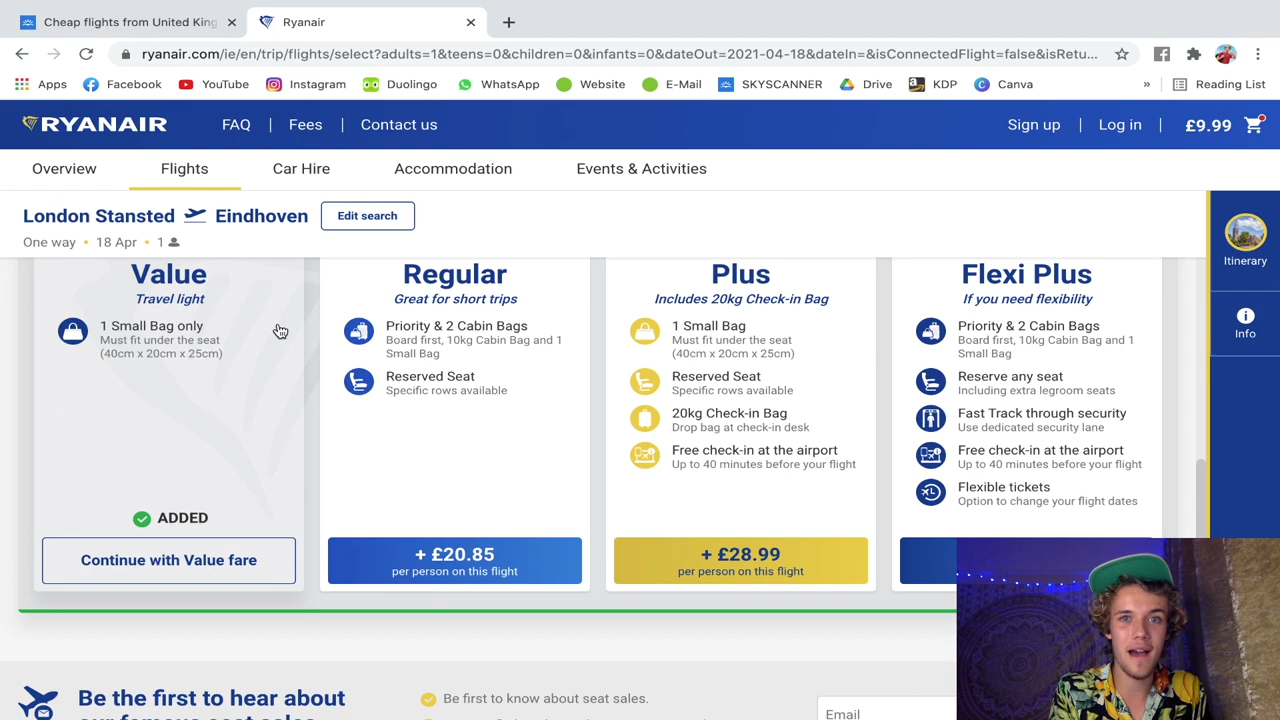 Cheap flights from United King
Ryanair
ryanair.com/ie/en/trip/flights/select?adults=1&teens=0&children=0&infants=0&dateOut=2021-04-18&dateIn=&isConnectedFlight=false&isRetu...
Apps
Facebook
YouTube
Instagram
Duolingo
WhatsApp
Website
E-Mail
SKYSCANNER
Drive
KDP
Canva
»
Reading List
RYANAIR
FAQ
Fees
Contact us
Sign up
Log in
£9.99
Overview
Flights
Car Hire
Accommodation
Events & Activities
London Stansted
Eindhoven
Edit search
One way • 18 Apr • 1
Itinerary
Info
Value
Travel light
1 Small Bag only
Must fit under the seat
(40cm x 20cm x 25cm)
ADDED
Continue with Value fare
Regular
Great for short trips
Priority & 2 Cabin Bags
Board first, 10kg Cabin Bag and 1
Small Bag
Reserved Seat
Specific rows available
+ £20.85
per person on this flight
Plus
Includes 20kg Check-in Bag
1 Small Bag
Must fit under the seat
(40cm x 20cm x 25cm)
Reserved Seat
Specific rows available
20kg Check-in Bag
Drop bag at check-in desk
Free check-in at the airport
Up to 40 minutes before your flight
+ £28.99
per person on this flight
Flexi Plus
If you need flexibility
Priority & 2 Cabin Bags
Board first, 10kg Cabin Bag and 1
Small Bag
Reserve any seat
Including extra legroom seats
Fast Track through security
Use dedicated security lane
Free check-in at the airport
Up to 40 minutes before your flight
Flexible tickets
Option to change your flight dates
Be the first to hear about
our famous seat sales
Be first to know about seat sales.
Email